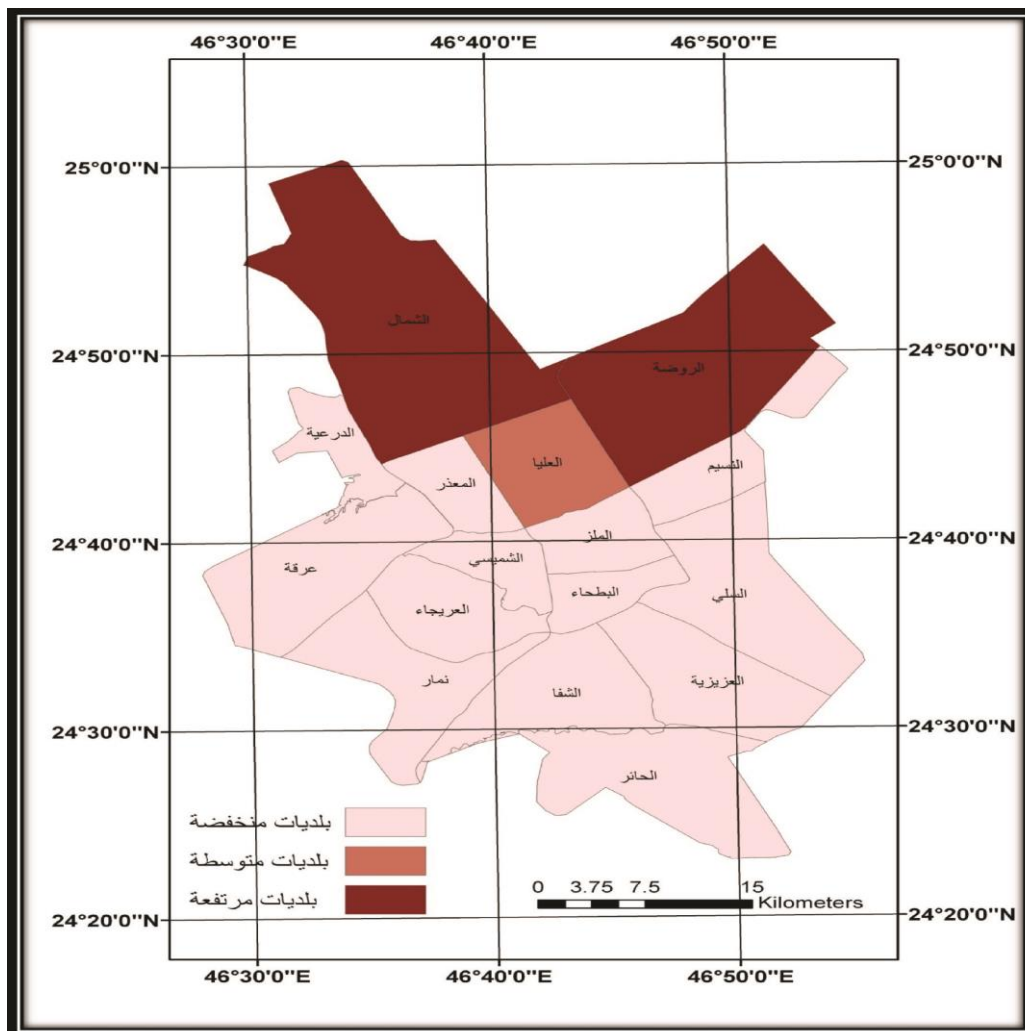 46°30'0"E 46°40'0"E 46°50'0"E
25°0'0"N 25°0'0"N
الشمال
24°50'0"N 24°50'0"N
الروضة
الدرعية
العليا
النسيم
المعذر
الملز
24°40'0"N 24°40'0"N
الشميسي
عرقة
البطحاء
السلي
العريجاء
نمار
العزيزية
الشفا
24°30'0"N 24°30'0"N
الحائر
بلديات منخفضة
بلديات متوسطة
بلديات مرتفعة
0 3.75 7.5 15
Kilometers
24°20'0"N 24°20'0"N
46°30'0"E 46°40'0"E 46°50'0"E